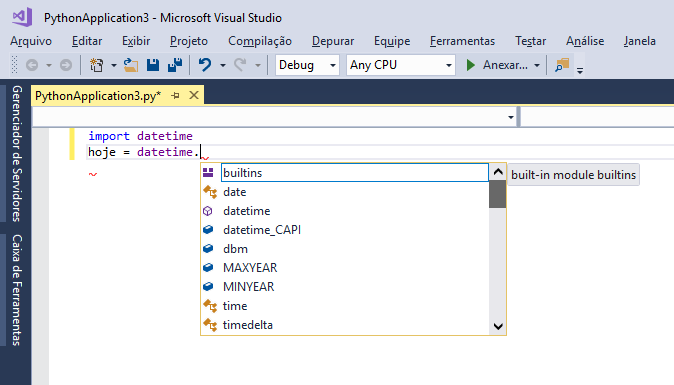 PythonApplication3 - Microsoft Visual Studio
Arquivo Editar Exibir Projeto Compilação Depurar Equipe Ferramentas Testar Análise Janela
Debug Any CPU Anexar...
PythonApplication3.py*
Gerenciador de Servidores
Caixa de Ferramentas
import datetime
hoje = datetime.
builtins
built-in module builtins
date
datetime
datetime_CAPI
dbm
MAXYEAR
MINYEAR
time
timedelta